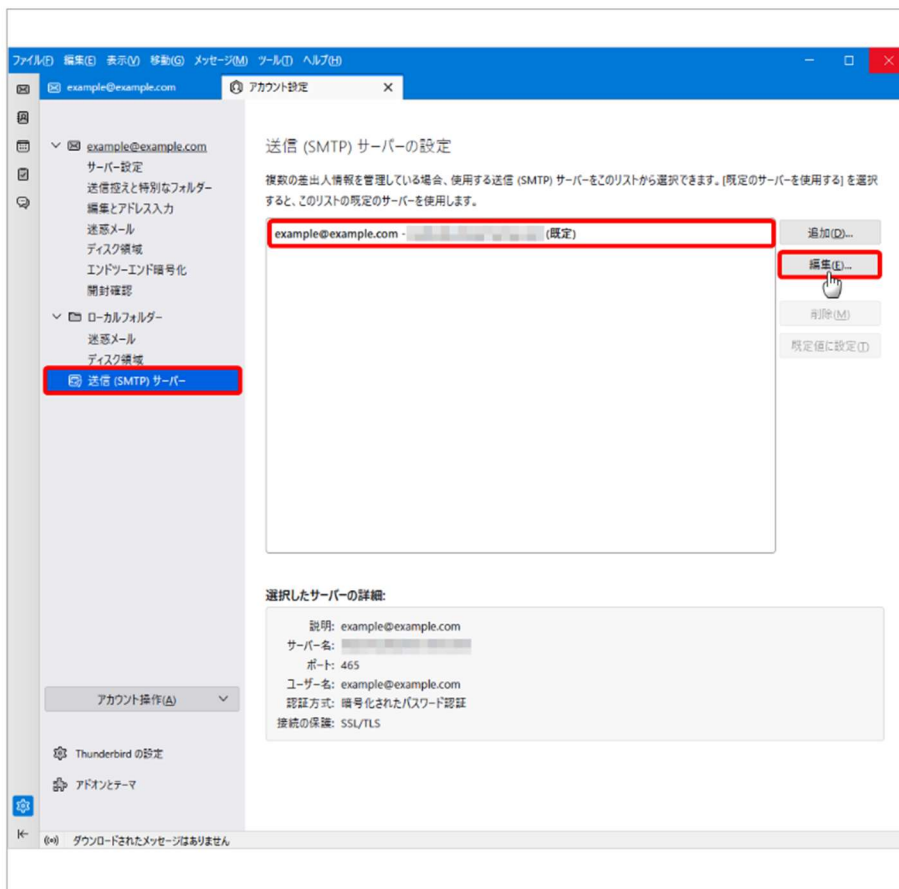 ファイル(F) 編集(E) 表示(V) 移動(G) メッセージ(M) ツール(T) ヘルプ(H)
example@example.com
アカウント設定
example@example.com
サーバー設定
送信控えと特別なフォルダー
編集とアドレス入力
迷惑メール
ディスク領域
エンドツーエンド暗号化
開封確認
ローカルフォルダー
迷惑メール
ディスク領域
送信 (SMTP) サーバー
アカウント操作(A)
Thunderbird の設定
アドオンとテーマ
送信 (SMTP) サーバーの設定
複数の差出人情報を管理している場合、使用する送信 (SMTP) サーバーをこのリストから選択できます。[既定のサーバーを使用する] を選択
すると、このリストの既定のサーバーを使用します。
example@example.com - (既定)
追加(D)...
編集(E)...
削除(M)
既定値に設定(T)
選択したサーバーの詳細:
説明: example@example.com
サーバー名:
ポート: 465
ユーザー名: example@example.com
認証方式: 暗号化されたパスワード認証
接続の保護: SSL/TLS
ダウンロードされたメッセージはありません